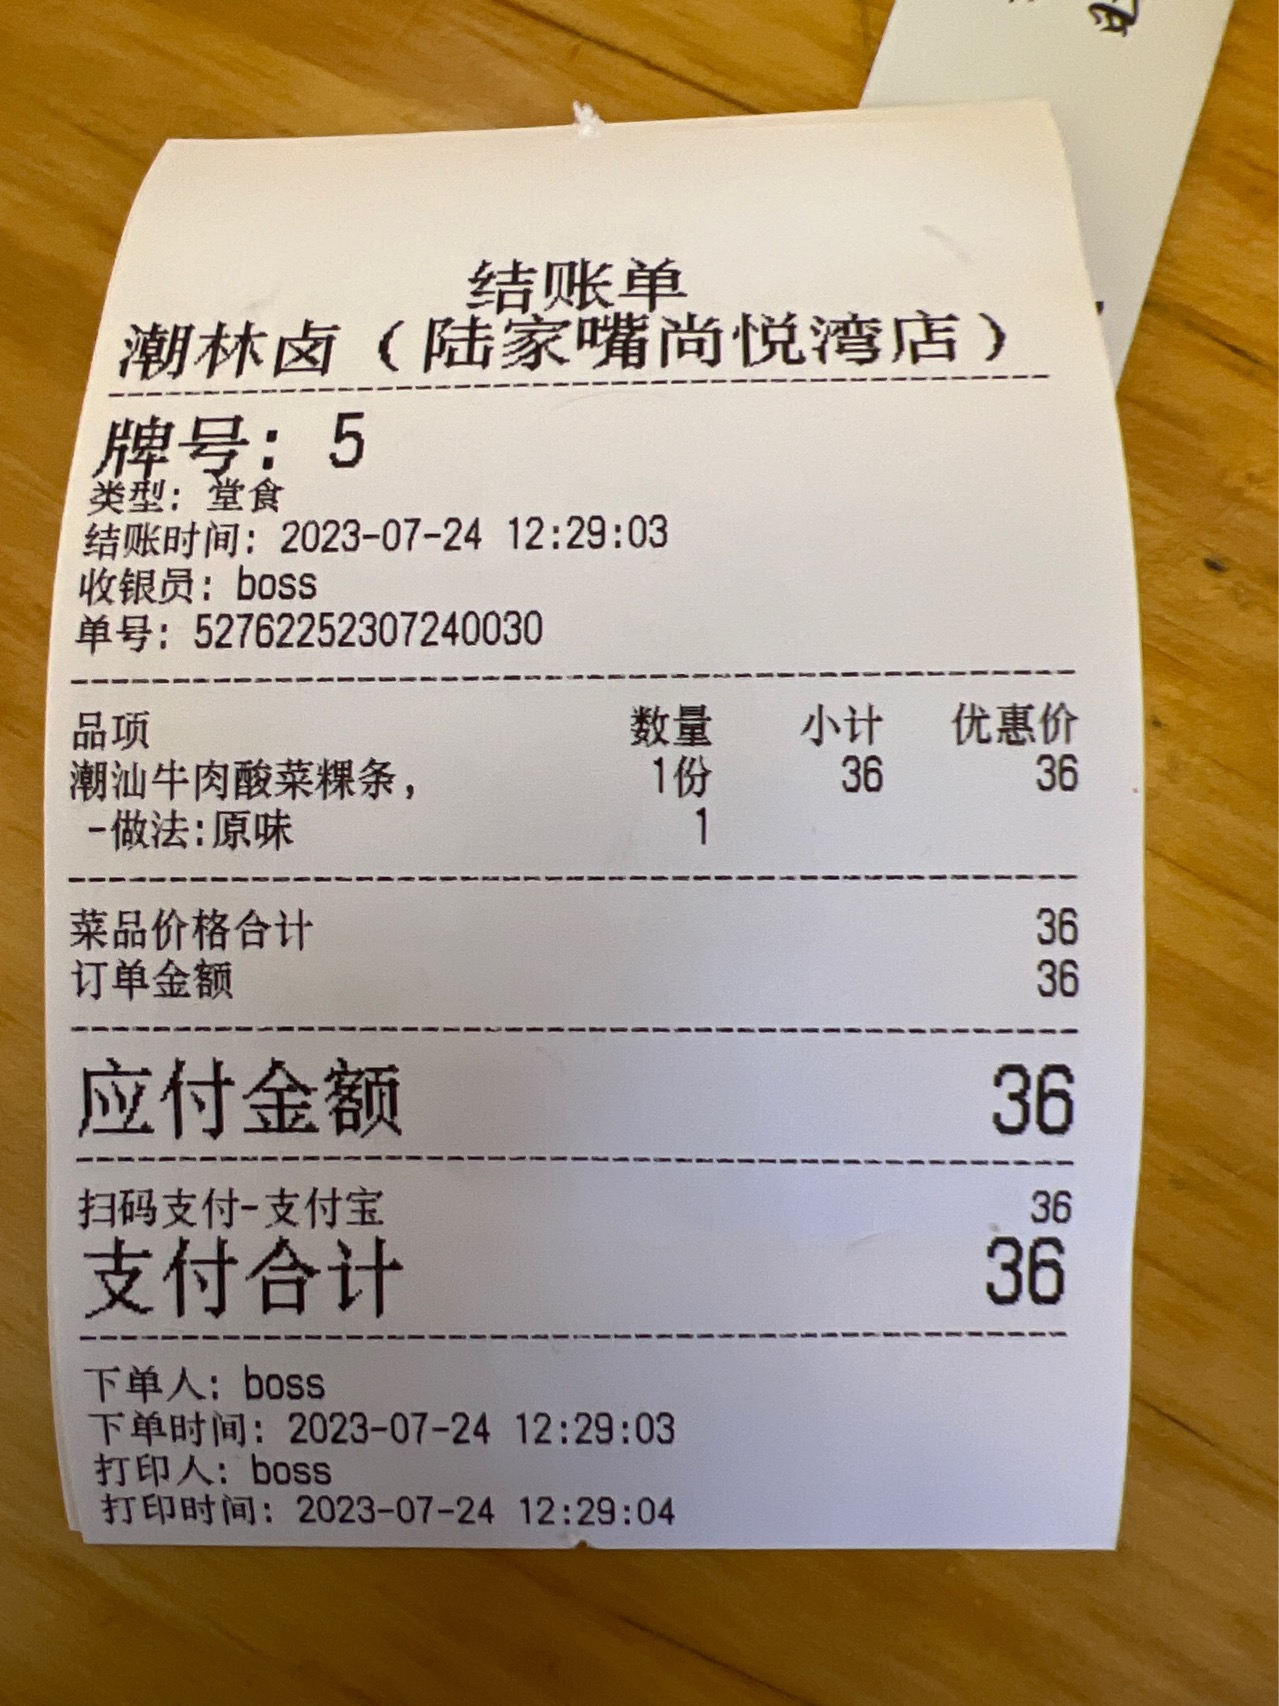 结账单
潮林卤（陆家嘴尚悦湾店）
牌号: 5
类型: 堂食
结账时间: 2023-07-24 12:29:03
收银员: boss
单号: 52762252307240030
品项 数量 小计 优惠价
潮汕牛肉酸菜粿条, 1份 36 36
-做法:原味 1
菜品价格合计 36
订单金额 36
应付金额 36
扫码支付-支付宝 36
支付合计 36
下单人: boss
下单时间: 2023-07-24 12:29:03
打印人: boss
打印时间: 2023-07-24 12:29:04